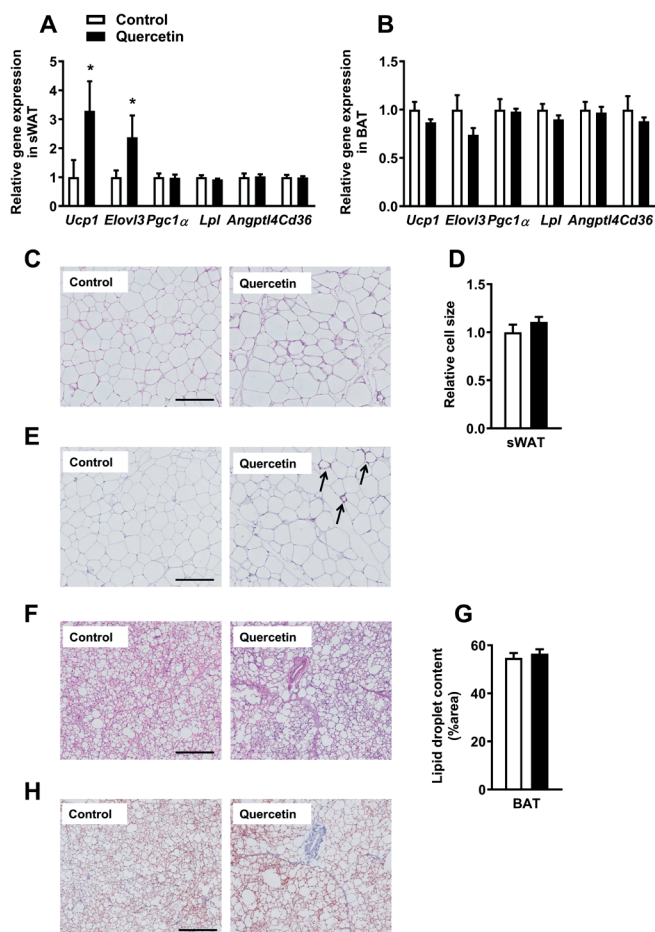 A
Control
Quercetin
B
Relative gene expression
in sWAT
5
4
3
2
1
0
*
*
Ucp1 Elovl3 Pgc1α Lpl Angptl4 Cd36
Relative gene expression
in BAT
1.5
1.0
0.5
0.0
Ucp1 Elovl3 Pgc1α Lpl Angptl4 Cd36
C
Control
Quercetin
D
Relative cell size
1.5
1.0
0.5
0.0
sWAT
E
Control
Quercetin
F
Control
Quercetin
G
Lipid droplet content
(%area)
60
40
20
0
BAT
H
Control
Quercetin